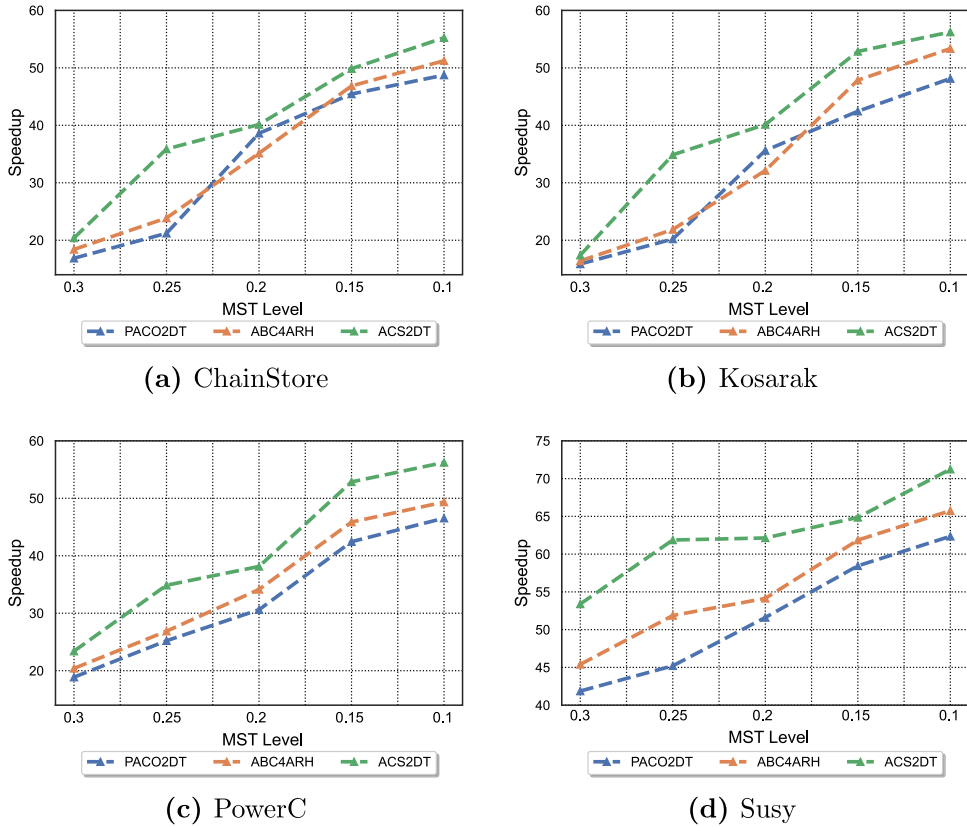 60
50
40
30
20
Speedup
0.3 0.25 0.2 0.15 0.1
MST Level
PACO2DT ABC4ARH ACS2DT
(a) ChainStore
60
50
40
30
20
Speedup
0.3 0.25 0.2 0.15 0.1
MST Level
PACO2DT ABC4ARH ACS2DT
(b) Kosarak
60
50
40
30
20
Speedup
0.3 0.25 0.2 0.15 0.1
MST Level
PACO2DT ABC4ARH ACS2DT
(c) PowerC
75
70
65
60
55
50
45
40
Speedup
0.3 0.25 0.2 0.15 0.1
MST Level
PACO2DT ABC4ARH ACS2DT
(d) Susy